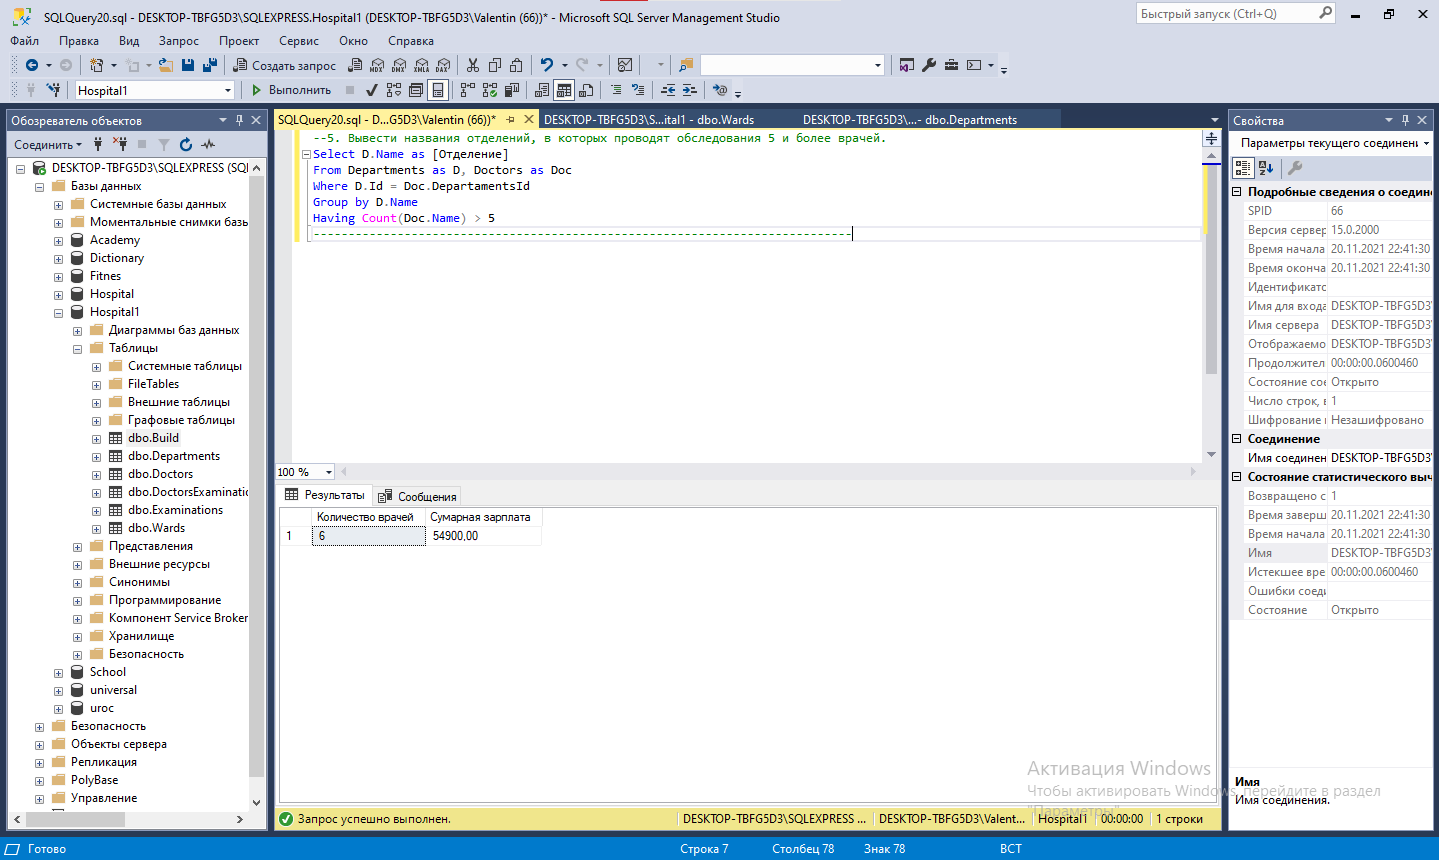 SQLQuery20.sql - DESKTOP-TBFG5D3\SQLEXPRESS.Hospital1 (DESKTOP-TBFG5D3\Valentin (66))* - Microsoft SQL Server Management Studio
Быстрый запуск (Ctrl+Q)
Файл Правка Вид Запрос Проект Сервис Окно Справка
Создать запрос MDX DMX XMLA DAX
Hospital1 Выполнить
Обозреватель объектов
Соединить
DESKTOP-TBFG5D3\SQLEXPRESS (SQL
Базы данных
Системные базы данных
Моментальные снимки базы
Academy
Dictionary
Fitnes
Hospital
Hospital1
Диаграммы баз данных
Таблицы
Системные таблицы
FileTables
Внешние таблицы
Графовые таблицы
dbo.Build
dbo.Departments
dbo.Doctors
dbo.DoctorsExaminatic
dbo.Examinations
dbo.Wards
Представления
Внешние ресурсы
Синонимы
Программирование
Компонент Service Broker
Хранилище
Безопасность
School
universal
uroc
Безопасность
Объекты сервера
Репликация
PolyBase
Управление
SQLQuery20.sql - D...G5D3\Valentin (66))* DESKTOP-TBFG5D3\S...ital1 - dbo.Wards DESKTOP-TBFG5D3\...- dbo.Departments
--5. Вывести названия отделений, в которых проводят обследования 5 и более врачей.
Select D.Name as [Отделение]
From Departments as D, Doctors as Doc
Where D.Id = Doc.DepartamentsId
Group by D.Name
Having Count(Doc.Name) > 5
-----------------------------------------------------------------------------
100 %
Результаты Сообщения
Количество врачей Сумарная зарплата
1 6 54900,00
Запрос успешно выполнен. DESKTOP-TBFG5D3\SQLEXPRESS ... DESKTOP-TBFG5D3\Valent... Hospital1 00:00:00 1 строки
Свойства
Параметры текущего соединени
Подробные сведения о соедин
SPID 66
Версия сервер 15.0.2000
Время начала 20.11.2021 22:41:30
Время оконча 20.11.2021 22:41:30
Идентификато
Имя для входа DESKTOP-TBFG5D3\
Имя сервера DESKTOP-TBFG5D3\
Отображаемо DESKTOP-TBFG5D3\
Продолжител 00:00:00.0600460
Состояние сое Открыто
Число строк, в 1
Шифрование Незашифровано
Соединение
Имя соединен DESKTOP-TBFG5D3\
Состояние статистического выч
Возвращено с 1
Время заверш 20.11.2021 22:41:30
Время начала 20.11.2021 22:41:30
Имя DESKTOP-TBFG5D3\
Истекшее вре 00:00:00.0600460
Ошибки соеди
Состояние Открыто
Имя
Имя соединения.
Активация Windows
Чтобы активировать Windows, перейдите в раздел
"Параметры".
Готово Строка 7 Столбец 78 Знак 78 ВСТ